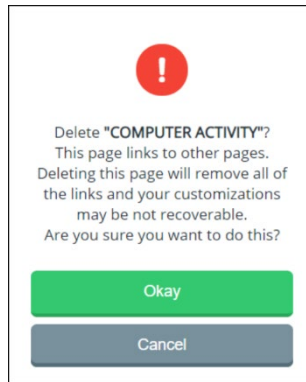 !
Delete "COMPUTER ACTIVITY"?
This page links to other pages.
Deleting this page will remove all of
the links and your customizations
may be not recoverable.
Are you sure you want to do this?
Okay
Cancel